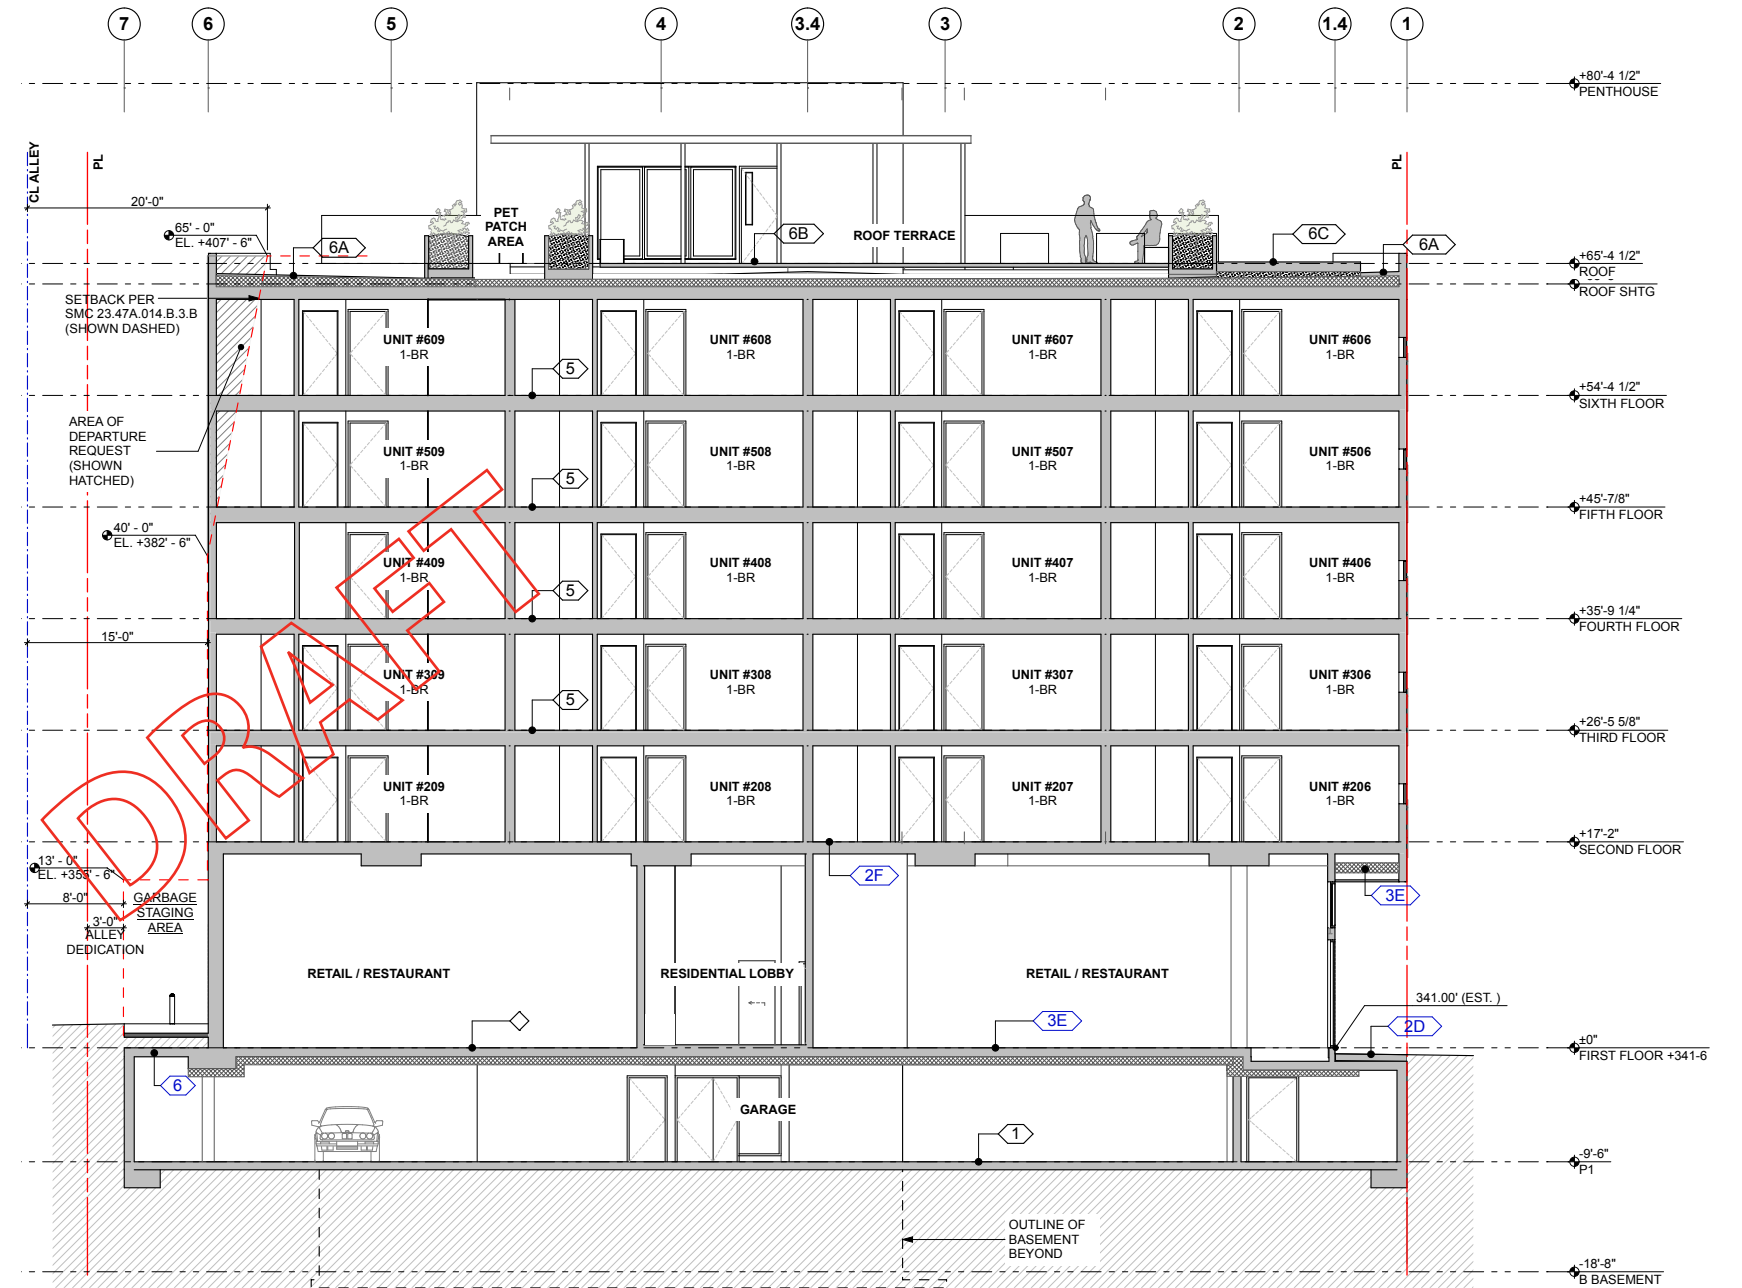 7
6
5
4
3.4
3
2
1.4
1
+80'-4 1/2"
PENTHOUSE
CL ALLEY
PL
PL
20'-0"
65' - 0"
EL. +407' - 6"
6A
PET
PATCH
AREA
6B
ROOF TERRACE
6C
6A
+65'-4 1/2"
ROOF
ROOF SHTG
SETBACK PER
SMC 23.47A.014.B.3.B
(SHOWN DASHED)
UNIT #609
1-BR
UNIT #608
1-BR
UNIT #607
1-BR
UNIT #606
1-BR
5
+54'-4 1/2"
SIXTH FLOOR
AREA OF
DEPARTURE
REQUEST
(SHOWN
HATCHED)
UNIT #509
1-BR
UNIT #508
1-BR
UNIT #507
1-BR
UNIT #506
1-BR
5
+45'-7/8"
FIFTH FLOOR
40' - 0"
EL. +382' - 6"
UNIT #409
1-BR
UNIT #408
1-BR
UNIT #407
1-BR
UNIT #406
1-BR
5
+35'-9 1/4"
FOURTH FLOOR
15'-0"
UNIT #309
1-BR
UNIT #308
1-BR
UNIT #307
1-BR
UNIT #306
1-BR
5
+26'-5 5/8"
THIRD FLOOR
DRAFT
UNIT #209
1-BR
UNIT #208
1-BR
UNIT #207
1-BR
UNIT #206
1-BR
+17'-2"
SECOND FLOOR
13' - 0"
EL. +355' - 6"
2F
3E
8'-0"
GARBAGE
STAGING
AREA
3'-0"
ALLEY
DEDICATION
RETAIL / RESTAURANT
RESIDENTIAL LOBBY
RETAIL / RESTAURANT
341.00' (EST. )
3E
2D
±0"
FIRST FLOOR +341-6
6
GARAGE
1
-9'-6"
P1
OUTLINE OF
BASEMENT
BEYOND
-18'-8"
B BASEMENT